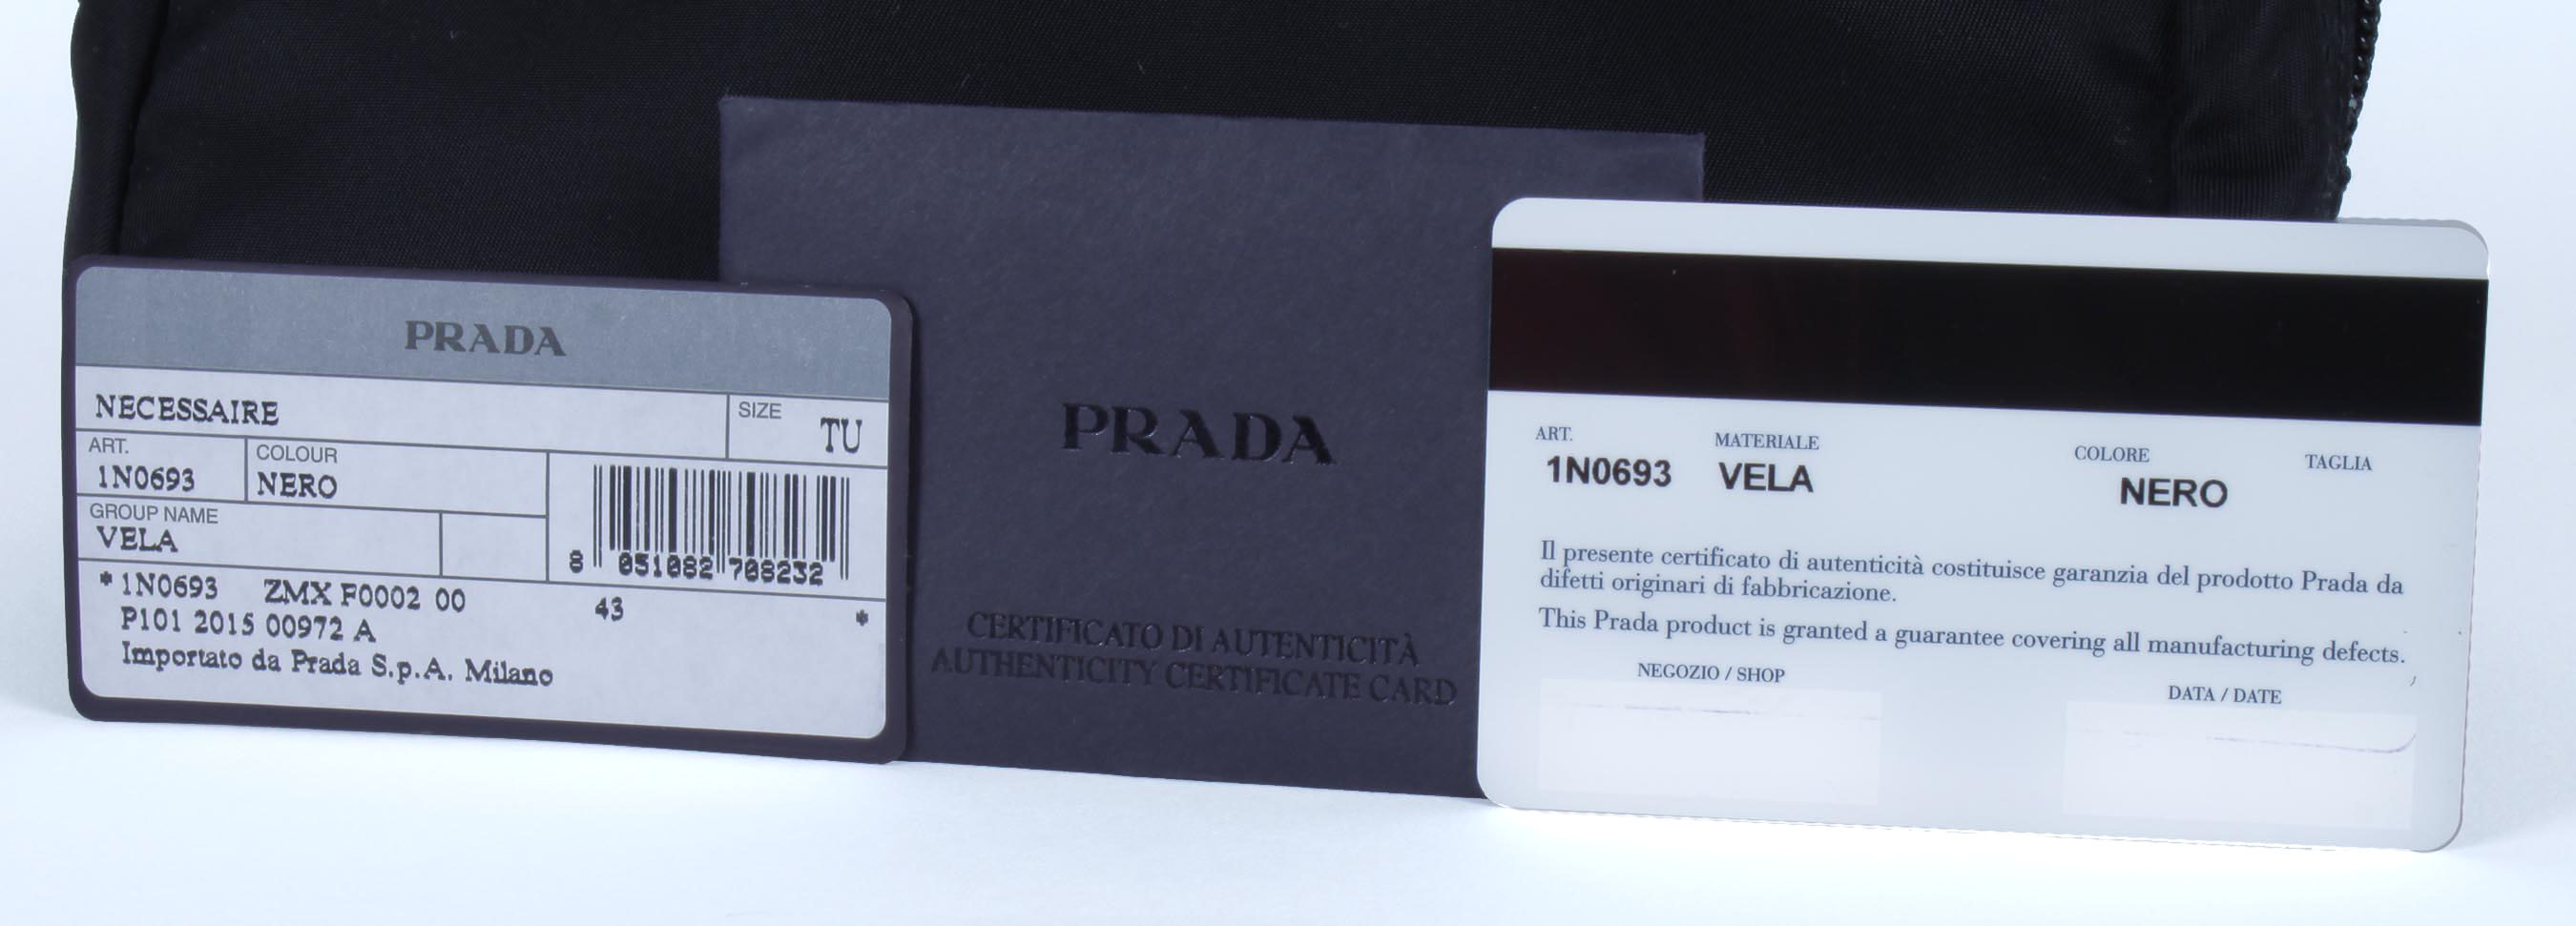 PRADA
NECESSAIRE
SIZE
TU
ART.
1N0693
COLOUR
NERO
GROUP NAME
VELA
8 051082 708232
* 1N0693 ZMX F0002 00 43 *
P101 2015 00972 A
Importato da Prada S.p.A. Milano
PRADA
CERTIFICATO DI AUTENTICITÀ
AUTHENTICITY CERTIFICATE CARD
ART. MATERIALE COLORE TAGLIA
1N0693 VELA NERO
Il presente certificato di autenticità costituisce garanzia del prodotto Prada da
difetti originari di fabbricazione.
This Prada product is granted a guarantee covering all manufacturing defects.
NEGOZIO / SHOP
DATA / DATE